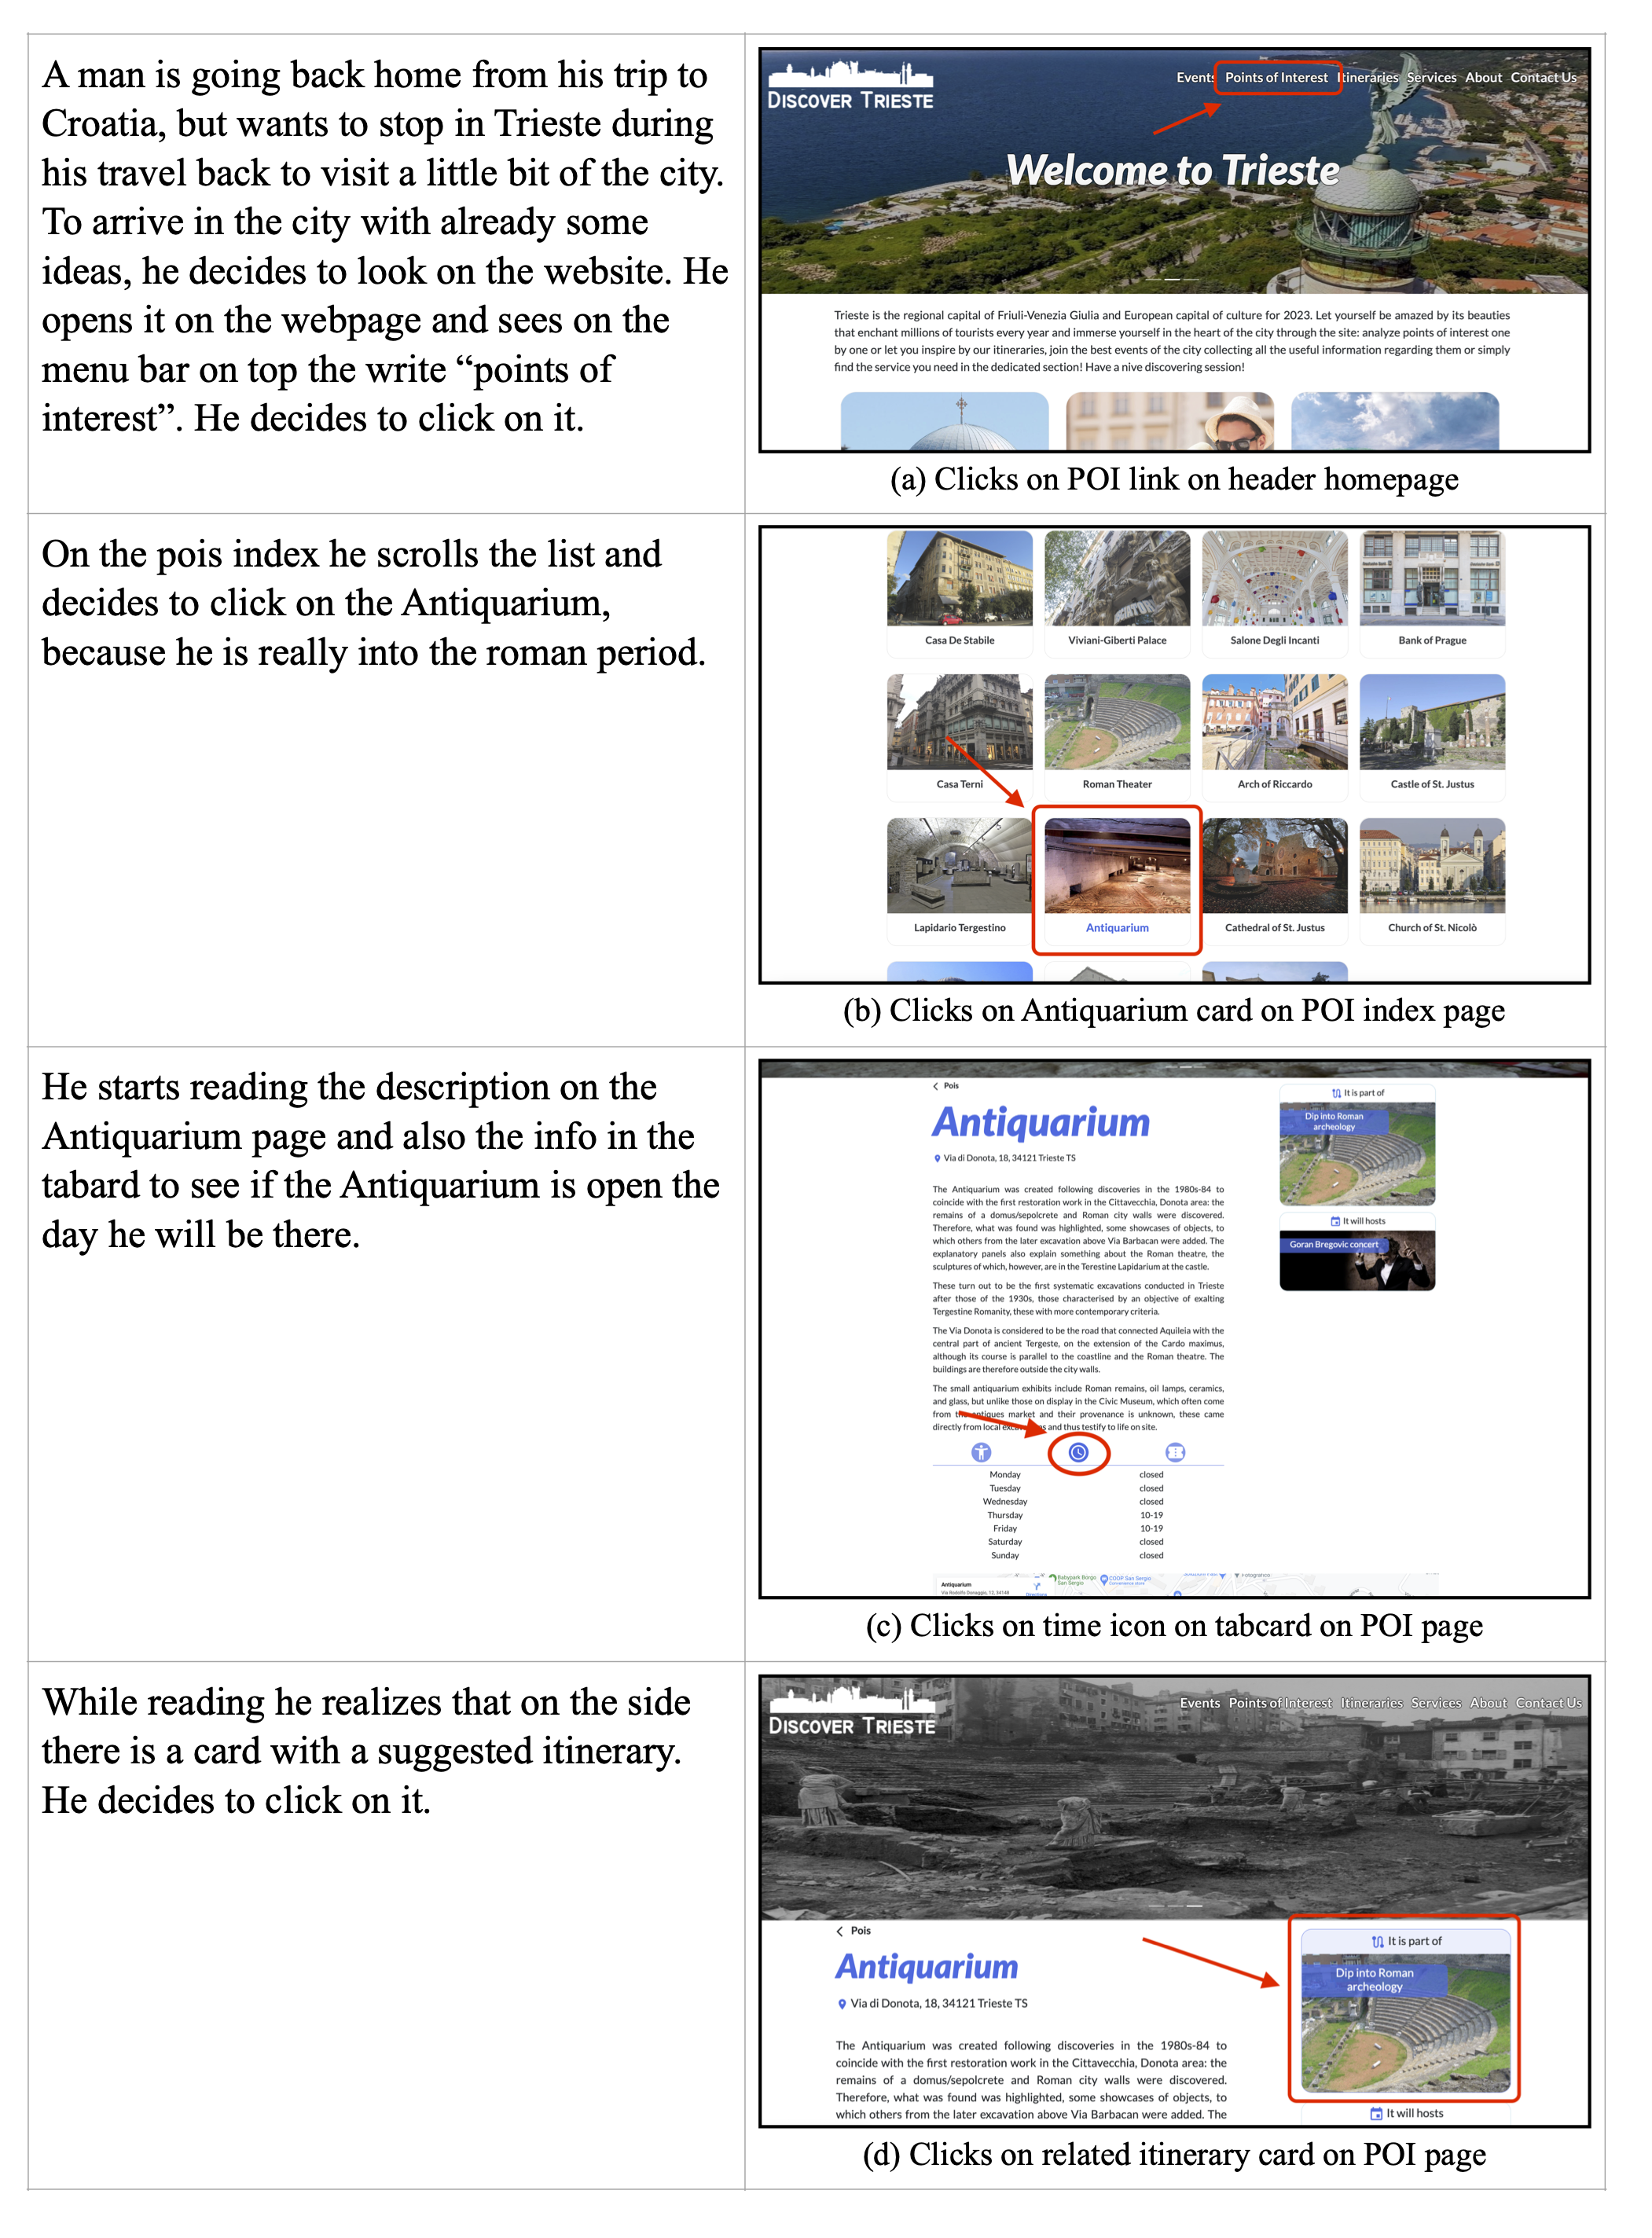 A man is going back home from his trip to
Croatia, but wants to stop in Trieste during
his travel back to visit a little bit of the city.
To arrive in the city with already some
ideas, he decides to look on the website. He
opens it on the webpage and sees on the
menu bar on top the write “points of
interest”. He decides to click on it.
DISCOVER TRIESTE
Events Points of Interest Itineraries Services About Contact Us
Welcome to Trieste
Trieste is the regional capital of Friuli-Venezia Giulia and European capital of culture for 2023. Let yourself be amazed by its beauties
that enchant millions of tourists every year and immerse yourself in the heart of the city through the site: analyze points of interest one
by one or let you inspire by our itineraries, join the best events of the city collecting all the useful information regarding them or simply
find the service you need in the dedicated section! Have a nive discovering session!
(a) Clicks on POI link on header homepage
On the pois index he scrolls the list and
decides to click on the Antiquarium,
because he is really into the roman period.
Casa De Stabile Viviani-Giberti Palace Salone Degli Incanti Bank of Prague
Casa Terni Roman Theater Arch of Riccardo Castle of St. Justus
Lapidario Tergestino Antiquarium Cathedral of St. Justus Church of St. Nicolò
(b) Clicks on Antiquarium card on POI index page
He starts reading the description on the
Antiquarium page and also the info in the
tabard to see if the Antiquarium is open the
day he will be there.
Pois
Antiquarium
Via di Donota, 18, 34121 Trieste TS
The Antiquarium was created following discoveries in the 1980s-84 to
coincide with the first restoration work in the Cittavecchia, Donota area: the
remains of a domus/sepolcrete and Roman city walls were discovered.
Therefore, what was found was highlighted, some showcases of objects, to
which others from the later excavation above Via Barbacan were added. The
explanatory panels also explain something about the Roman theatre, the
sculptures of which, however, are in the Terestine Lapidarium at the castle.
These turn out to be the first systematic excavations conducted in Trieste
after those of the 1930s, those characterised by an objective of exalting
Tergestine Romanity, these with more contemporary criteria.
The Via Donota is considered to be the road that connected Aquileia with the
central part of ancient Tergeste, on the extension of the Cardo maximus,
although its course is parallel to the coastline and the Roman theatre. The
buildings are therefore outside the city walls.
The small antiquarium exhibits include Roman remains, oil lamps, ceramics,
and glass, but unlike those on display in the Civic Museum, which often come
from the antiques market and their provenance is unknown, these came
directly from local excavations and thus testify to life on site.
It is part of
Dip into Roman
archeology
It will hosts
Goran Bregovic concert
Monday closed
Tuesday closed
Wednesday closed
Thursday 10-19
Friday 10-19
Saturday closed
Sunday closed
Antiquarium
Via Rodolfo Donaggio, 12, 34148
Directions
Babypark Borgo
San Sergio
COOP San Sergio
Convenience store
Fotografico
(c) Clicks on time icon on tabcard on POI page
While reading he realizes that on the side
there is a card with a suggested itinerary.
He decides to click on it.
DISCOVER TRIESTE
Events Points of Interest Itineraries Services About Contact Us
Pois
Antiquarium
Via di Donota, 18, 34121 Trieste TS
The Antiquarium was created following discoveries in the 1980s-84 to
coincide with the first restoration work in the Cittavecchia, Donota area: the
remains of a domus/sepolcrete and Roman city walls were discovered.
Therefore, what was found was highlighted, some showcases of objects, to
which others from the later excavation above Via Barbacan were added. The
It is part of
Dip into Roman
archeology
It will hosts
(d) Clicks on related itinerary card on POI page